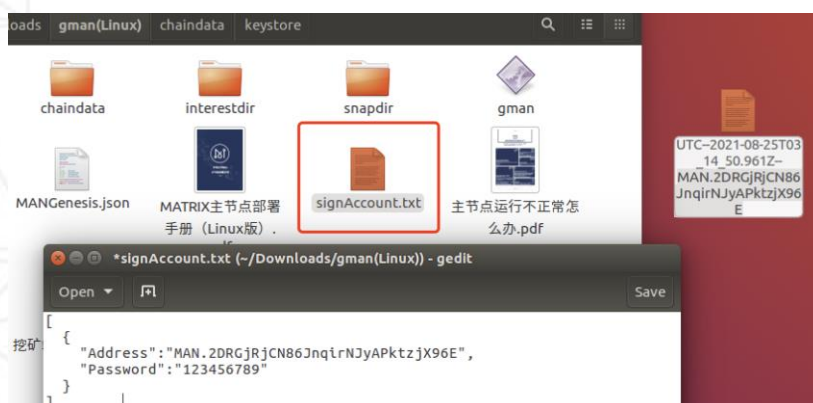 oads gman(Linux) chaindata keystore
chaindata interestdir snapdir gman
MANGenesis.json
MATRIX主节点部署
手册（Linux版）.
signAccount.txt
主节点运行不正常怎
么办.pdf
UTC--2021-08-25T03
_14_50.961Z--
MAN.2DRGjRjCN86
JnqirNJyAPktzjX96
E
*signAccount.txt (~/Downloads/gman(Linux)) - gedit
Open Save
挖矿
[
{
"Address":"MAN.2DRGjRjCN86JnqirNJyAPktzjX96E",
"Password":"123456789"
}
]